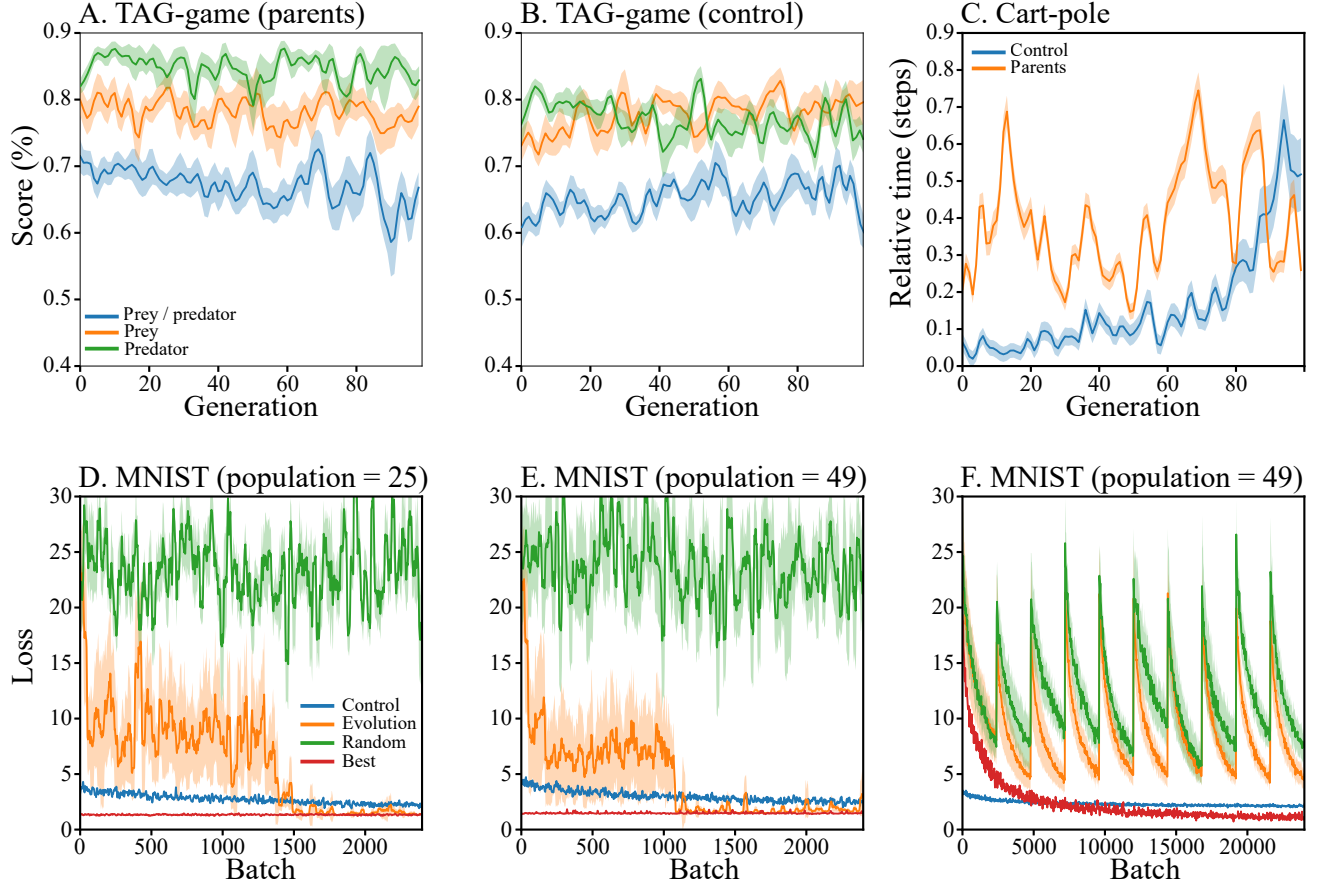 A. TAG-game (parents)
0.9
0.8
0.7
0.6
0.5
0.4
Score (%)
Prey / predator
Prey
Predator
0 20 40 60 80
Generation
B. TAG-game (control)
0.9
0.8
0.7
0.6
0.5
0.4
0 20 40 60 80
Generation
C. Cart-pole
0.9
0.8
0.7
0.6
0.5
0.4
0.3
0.2
0.1
0.0
Relative time (steps)
Control
Parents
0 20 40 60 80
Generation
D. MNIST (population = 25)
30
25
20
15
10
5
0
Loss
Control
Evolution
Random
Best
0 500 1000 1500 2000
Batch
E. MNIST (population = 49)
30
25
20
15
10
5
0
0 500 1000 1500 2000
Batch
F. MNIST (population = 49)
30
25
20
15
10
5
0
0 5000 10000 15000 20000
Batch